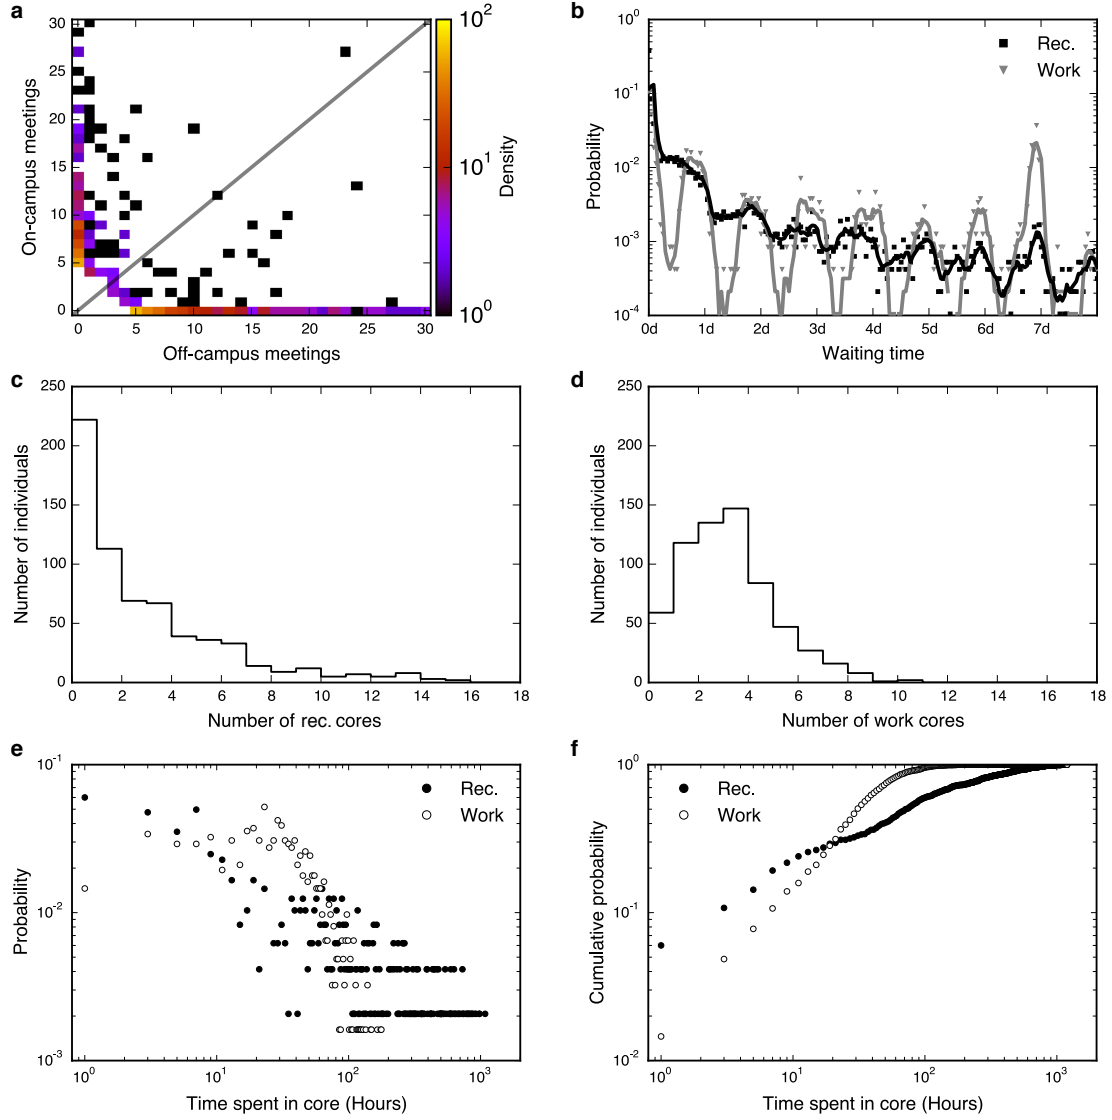 a
On-campus meetings
30
25
20
15
10
5
0
0 5 10 15 20 25 30
Off-campus meetings
10²
10¹
10⁰
Density
b
Probability
10⁰
10⁻¹
10⁻²
10⁻³
10⁻⁴
Rec.
Work
0d 1d 2d 3d 4d 5d 6d 7d
Waiting time
c
Number of individuals
250
200
150
100
50
0
0 2 4 6 8 10 12 14 16 18
Number of rec. cores
d
Number of individuals
250
200
150
100
50
0
0 2 4 6 8 10 12 14 16 18
Number of work cores
e
Probability
10⁻¹
10⁻²
10⁻³
Rec.
Work
10⁰ 10¹ 10² 10³
Time spent in core (Hours)
f
Cumulative probability
10⁰
10⁻¹
10⁻²
Rec.
Work
10⁰ 10¹ 10² 10³
Time spent in core (Hours)